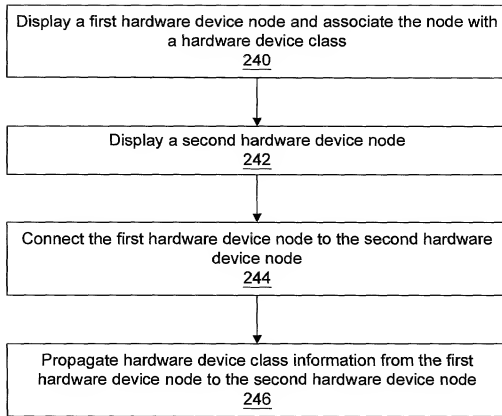 Display a first hardware device node and associate the node with
a hardware device class
240
Display a second hardware device node
242
Connect the first hardware device node to the second hardware
device node
244
Propagate hardware device class information from the first
hardware device node to the second hardware device node
246